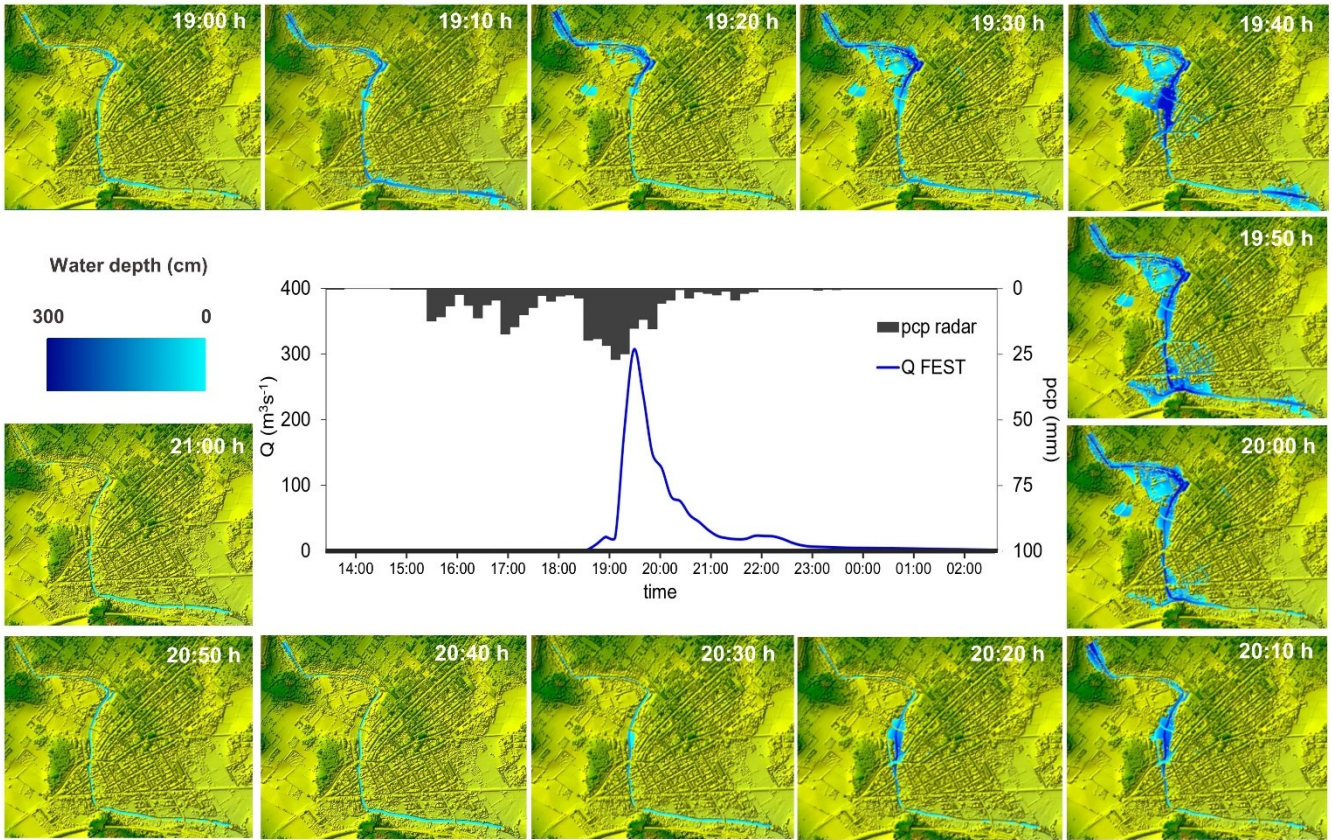 19:00 h
19:10 h
19:20 h
19:30 h
19:40 h
19:50 h
20:00 h
20:10 h
20:20 h
20:30 h
20:40 h
20:50 h
21:00 h
Water depth (cm)
300 0
400
300
200
100
0
Q (m³s⁻¹)
0
25
50
75
100
pcp (mm)
pcp radar
Q FEST
14:00 15:00 16:00 17:00 18:00 19:00 20:00 21:00 22:00 23:00 00:00 01:00 02:00
time